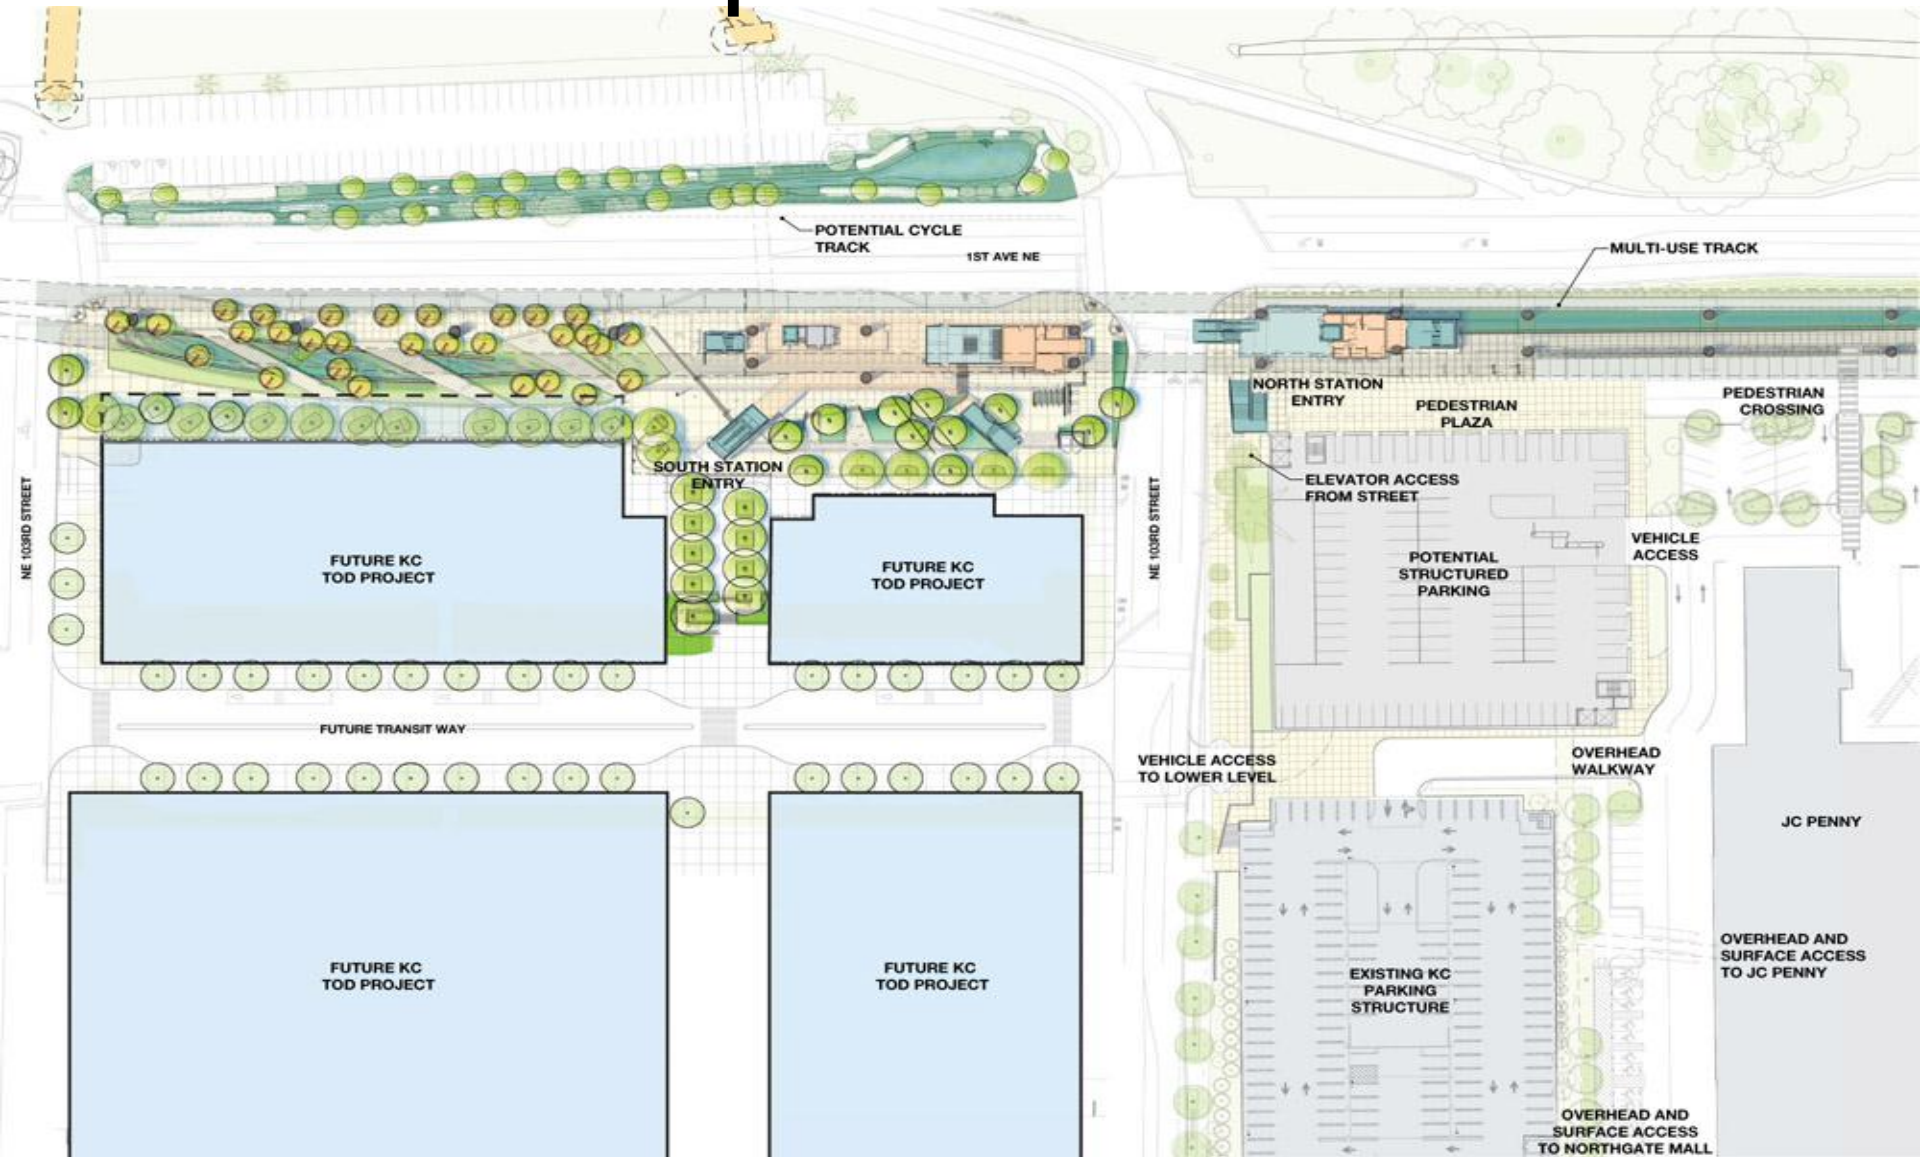 POTENTIAL CYCLE
TRACK
1ST AVE NE
MULTI-USE TRACK
NORTH STATION
ENTRY
PEDESTRIAN
PLAZA
PEDESTRIAN
CROSSING
SOUTH STATION
ENTRY
ELEVATOR ACCESS
FROM STREET
NE 103RD STREET
NE 103RD STREET
VEHICLE
ACCESS
FUTURE KC
TOD PROJECT
FUTURE KC
TOD PROJECT
POTENTIAL
STRUCTURED
PARKING
FUTURE TRANSIT WAY
VEHICLE ACCESS
TO LOWER LEVEL
OVERHEAD
WALKWAY
JC PENNY
FUTURE KC
TOD PROJECT
FUTURE KC
TOD PROJECT
EXISTING KC
PARKING
STRUCTURE
OVERHEAD AND
SURFACE ACCESS
TO JC PENNY
OVERHEAD AND
SURFACE ACCESS
TO NORTHGATE MALL